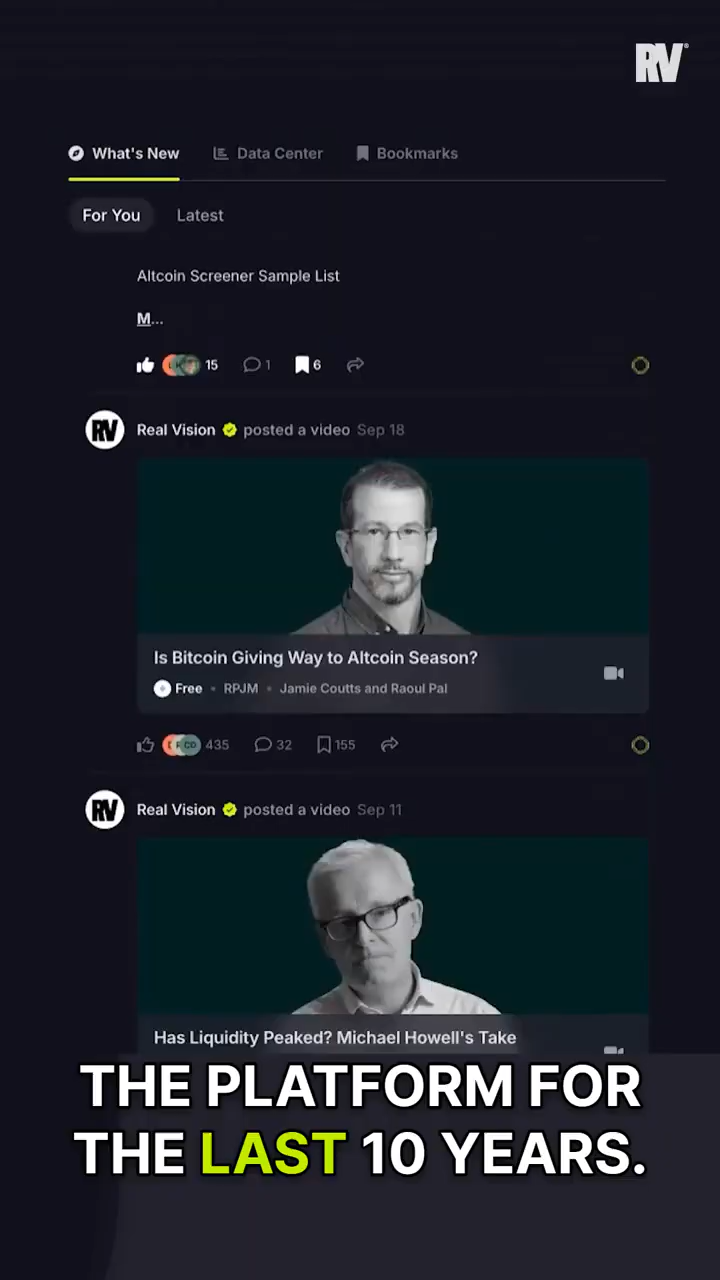 RV
What's New Data Center Bookmarks
For You Latest
Altcoin Screener Sample List
M...
15 1 6
RV Real Vision posted a video Sep 18
Is Bitcoin Giving Way to Altcoin Season?
Free • RPJM • Jamie Coutts and Raoul Pal
435 32 155
RV Real Vision posted a video Sep 11
Has Liquidity Peaked? Michael Howell's Take
THE PLATFORM FOR
THE LAST 10 YEARS.